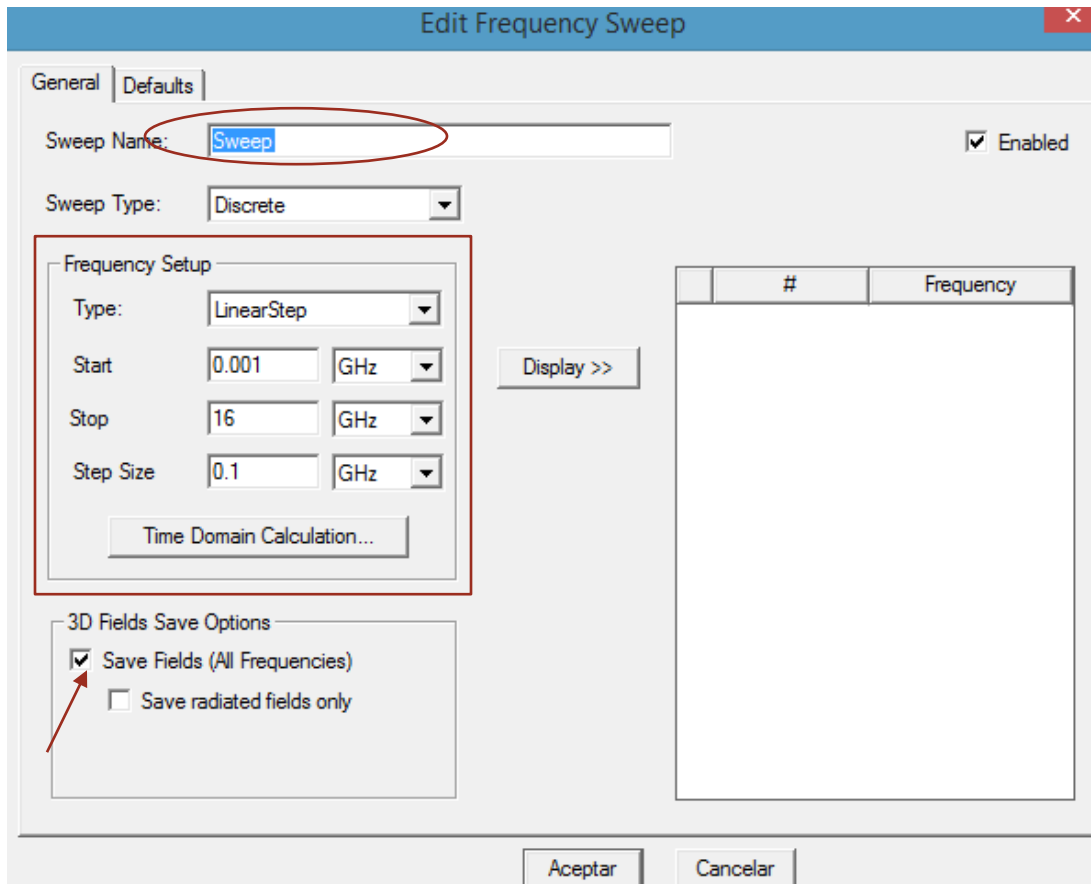 Edit Frequency Sweep
General Defaults
Sweep Name: Sweep Enabled
Sweep Type: Discrete
Frequency Setup
Type: LinearStep
Start 0.001 GHz
Stop 16 GHz
Step Size 0.1 GHz
Time Domain Calculation...
Display >>
# Frequency
3D Fields Save Options
Save Fields (All Frequencies)
Save radiated fields only
Aceptar Cancelar